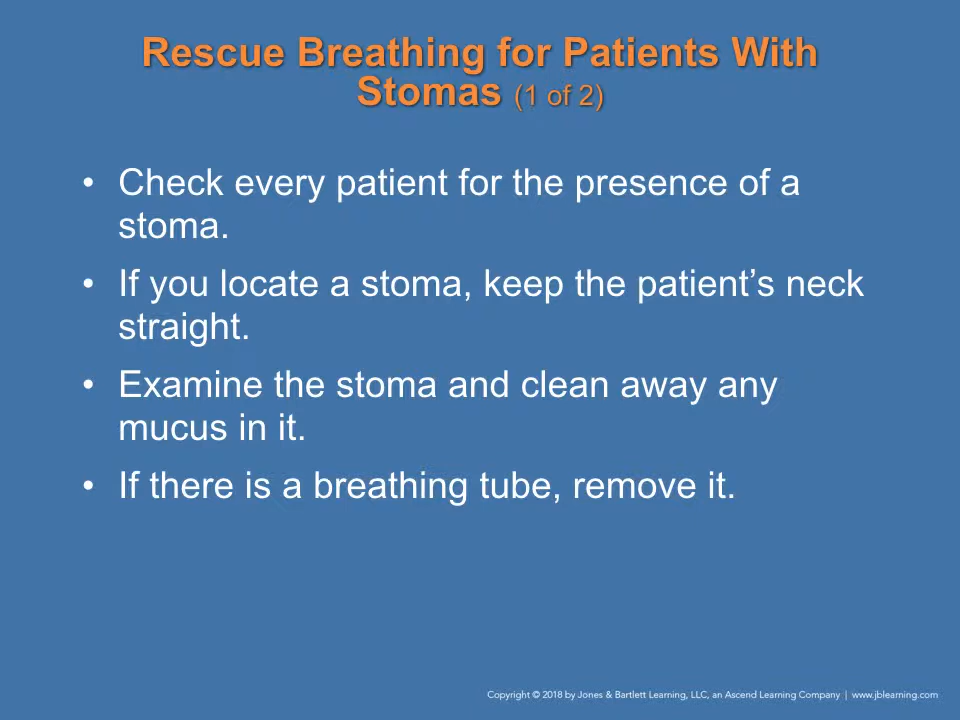 Rescue Breathing for Patients With
Stomas (1 of 2)
• Check every patient for the presence of a
stoma.
• If you locate a stoma, keep the patient’s neck
straight.
• Examine the stoma and clean away any
mucus in it.
• If there is a breathing tube, remove it.
Copyright © 2018 by Jones & Bartlett Learning, LLC, an Ascend Learning Company | www.jblearning.com